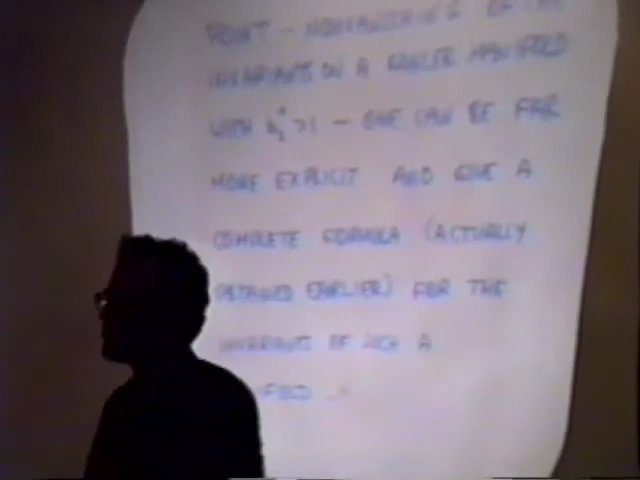 POINT - NONVANISHING OF THE
INVARIANTS ON A KAHLER MANIFOLD
WITH b₂⁺ > 1 - ONE CAN BE FAR
MORE EXPLICIT AND GIVE A
COMPLETE FORMULA (ACTUALLY
OBTAINED EARLIER) FOR THE
INVARIANTS OF SUCH A